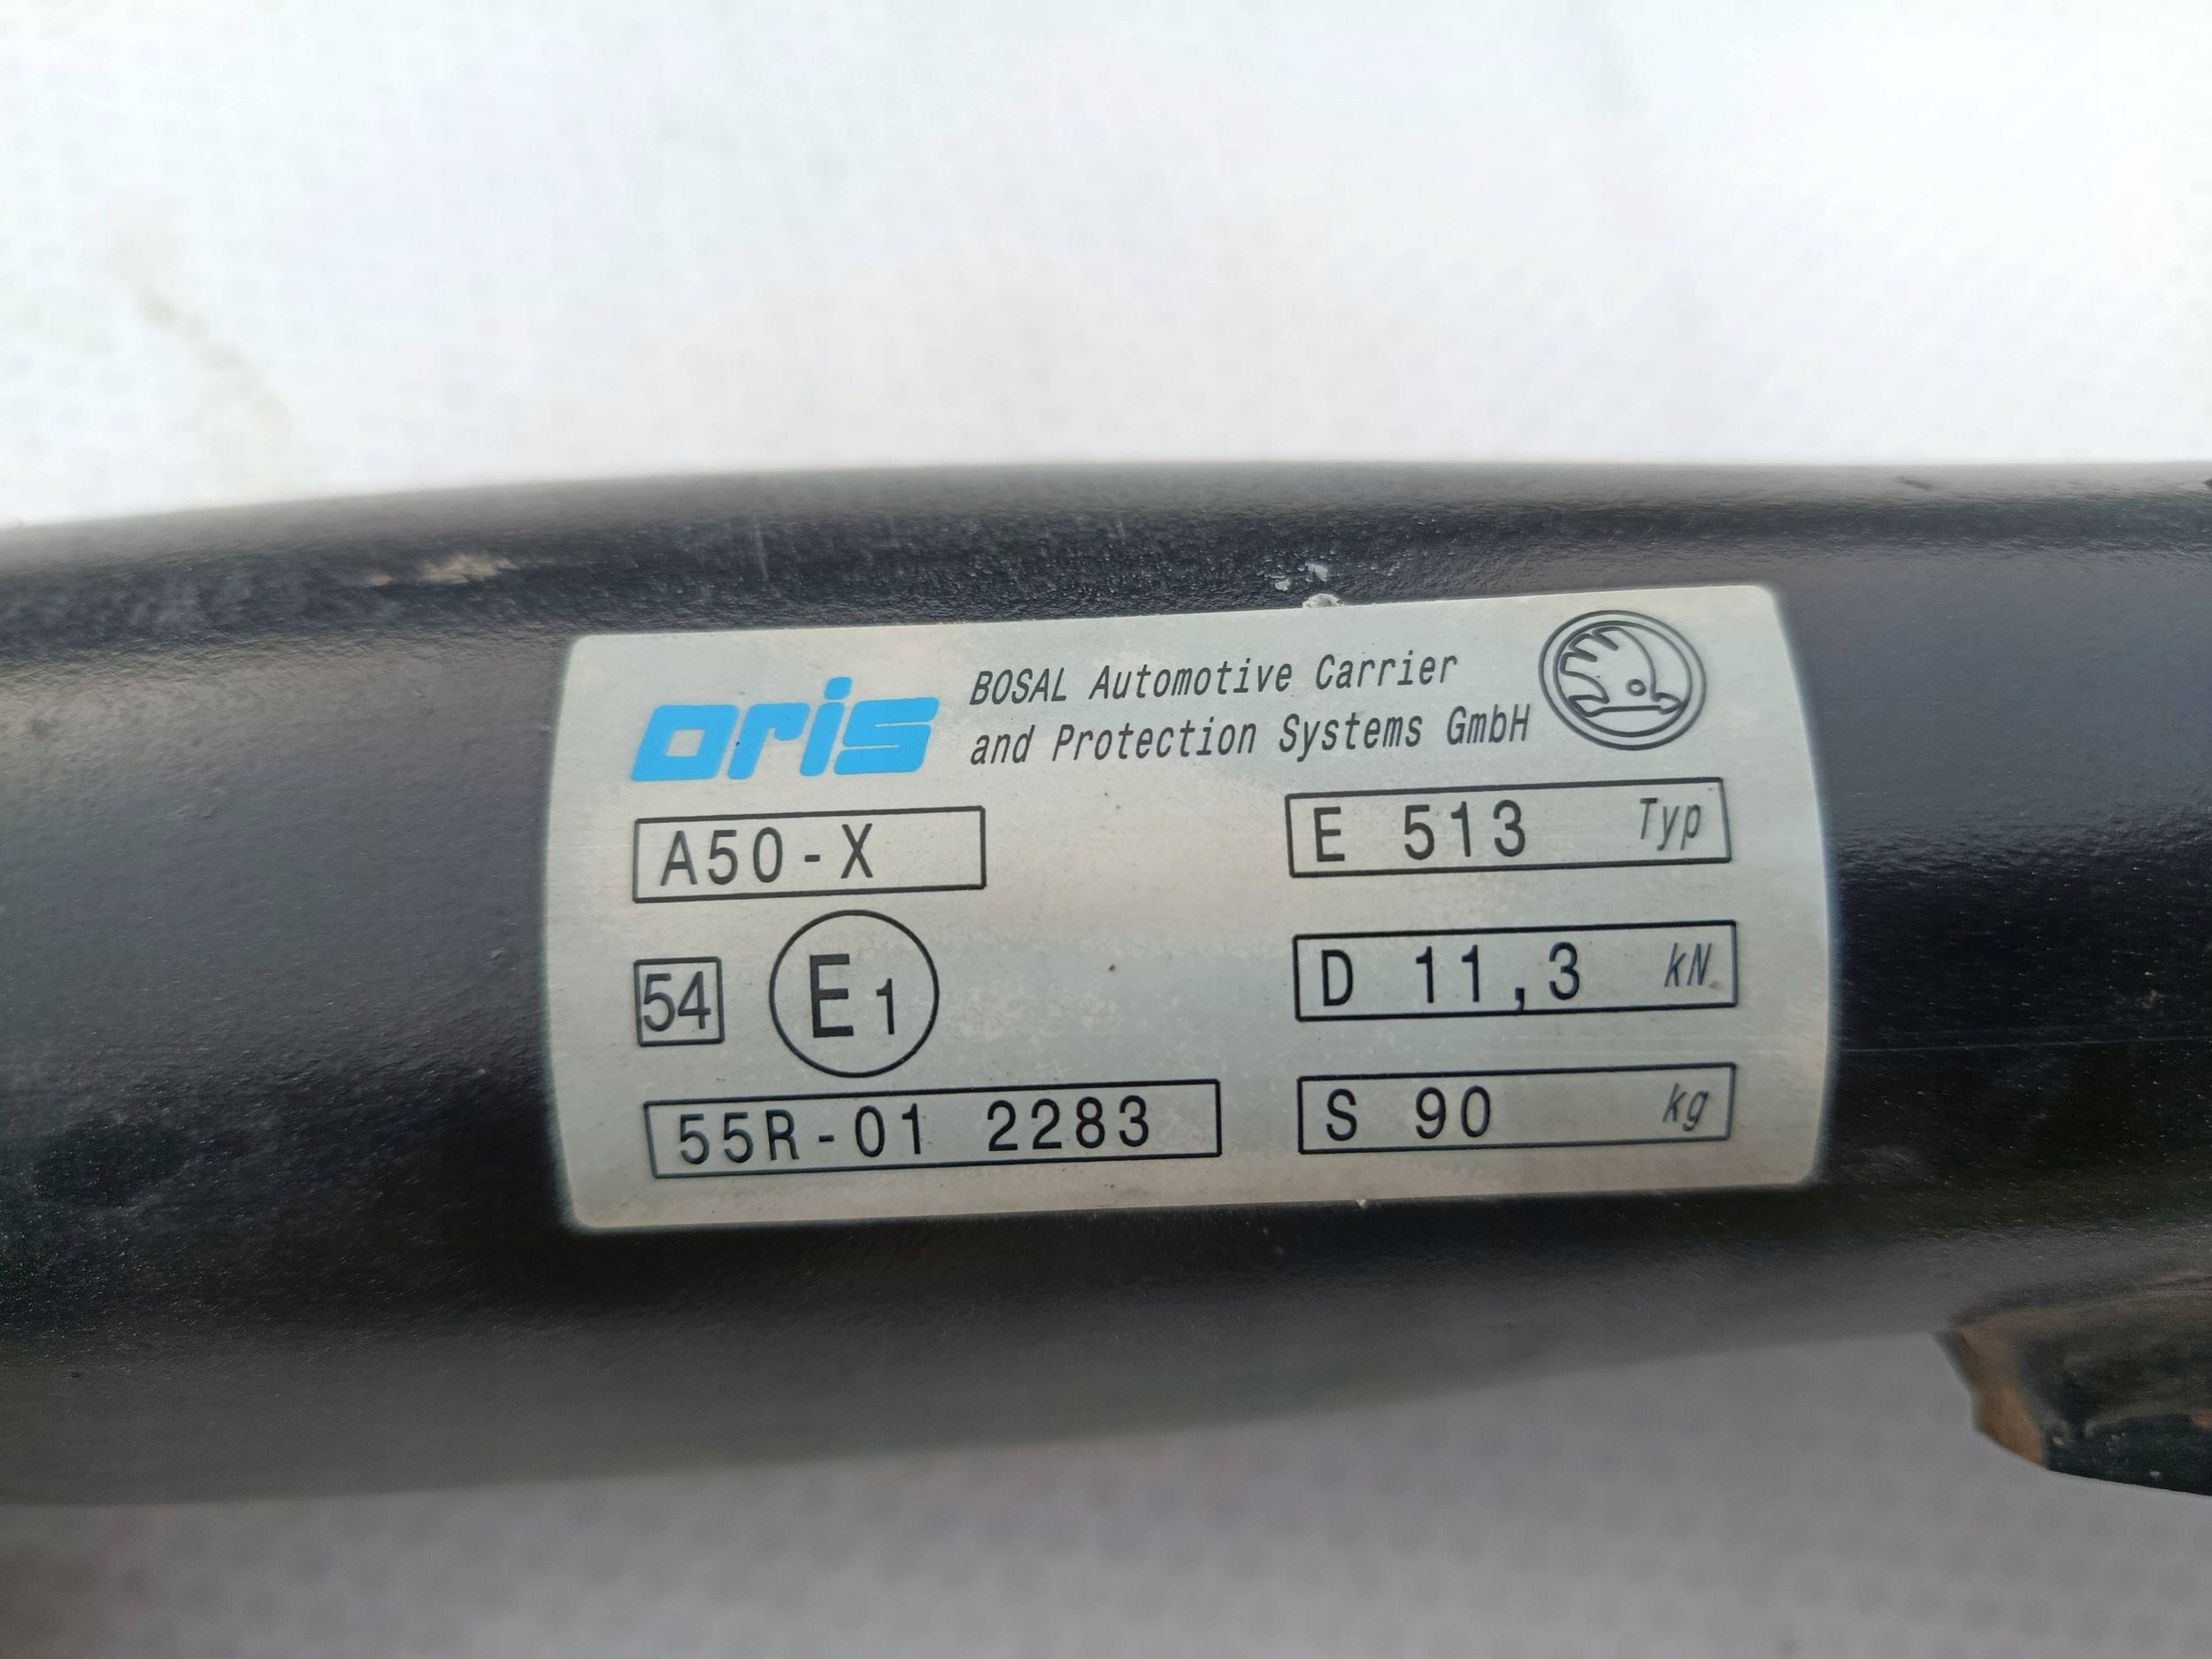 oris
BOSAL Automotive Carrier
and Protection Systems GmbH
A50-X
E 513 Typ
54 E1
D 11,3 kN.
55R-01 2283
S 90 kg